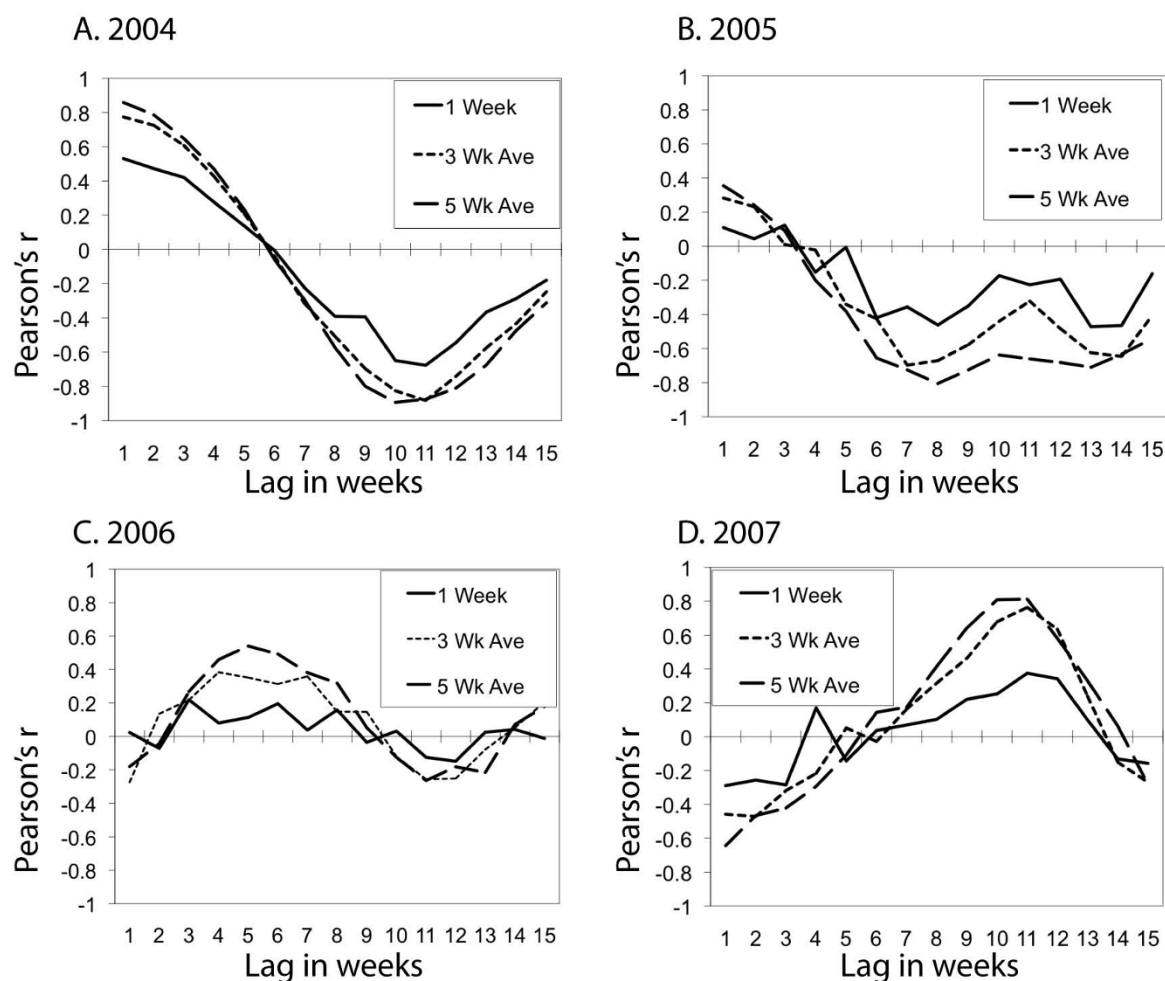 A. 2004
1
0.8
0.6
0.4
0.2
0
-0.2
-0.4
-0.6
-0.8
-1
Pearson's r
1 Week
3 Wk Ave
5 Wk Ave
1 2 3 4 5 6 7 8 9 10 11 12 13 14 15
Lag in weeks
B. 2005
1
0.8
0.6
0.4
0.2
0
-0.2
-0.4
-0.6
-0.8
-1
Pearson's r
1 Week
3 Wk Ave
5 Wk Ave
1 2 3 4 5 6 7 8 9 10 11 12 13 14 15
Lag in weeks
C. 2006
1
0.8
0.6
0.4
0.2
0
-0.2
-0.4
-0.6
-0.8
-1
Pearson's r
1 Week
3 Wk Ave
5 Wk Ave
1 2 3 4 5 6 7 8 9 10 11 12 13 14 15
Lag in weeks
D. 2007
1
0.8
0.6
0.4
0.2
0
-0.2
-0.4
-0.6
-0.8
-1
Pearson's r
1 Week
3 Wk Ave
5 Wk Ave
1 2 3 4 5 6 7 8 9 10 11 12 13 14 15
Lag in weeks